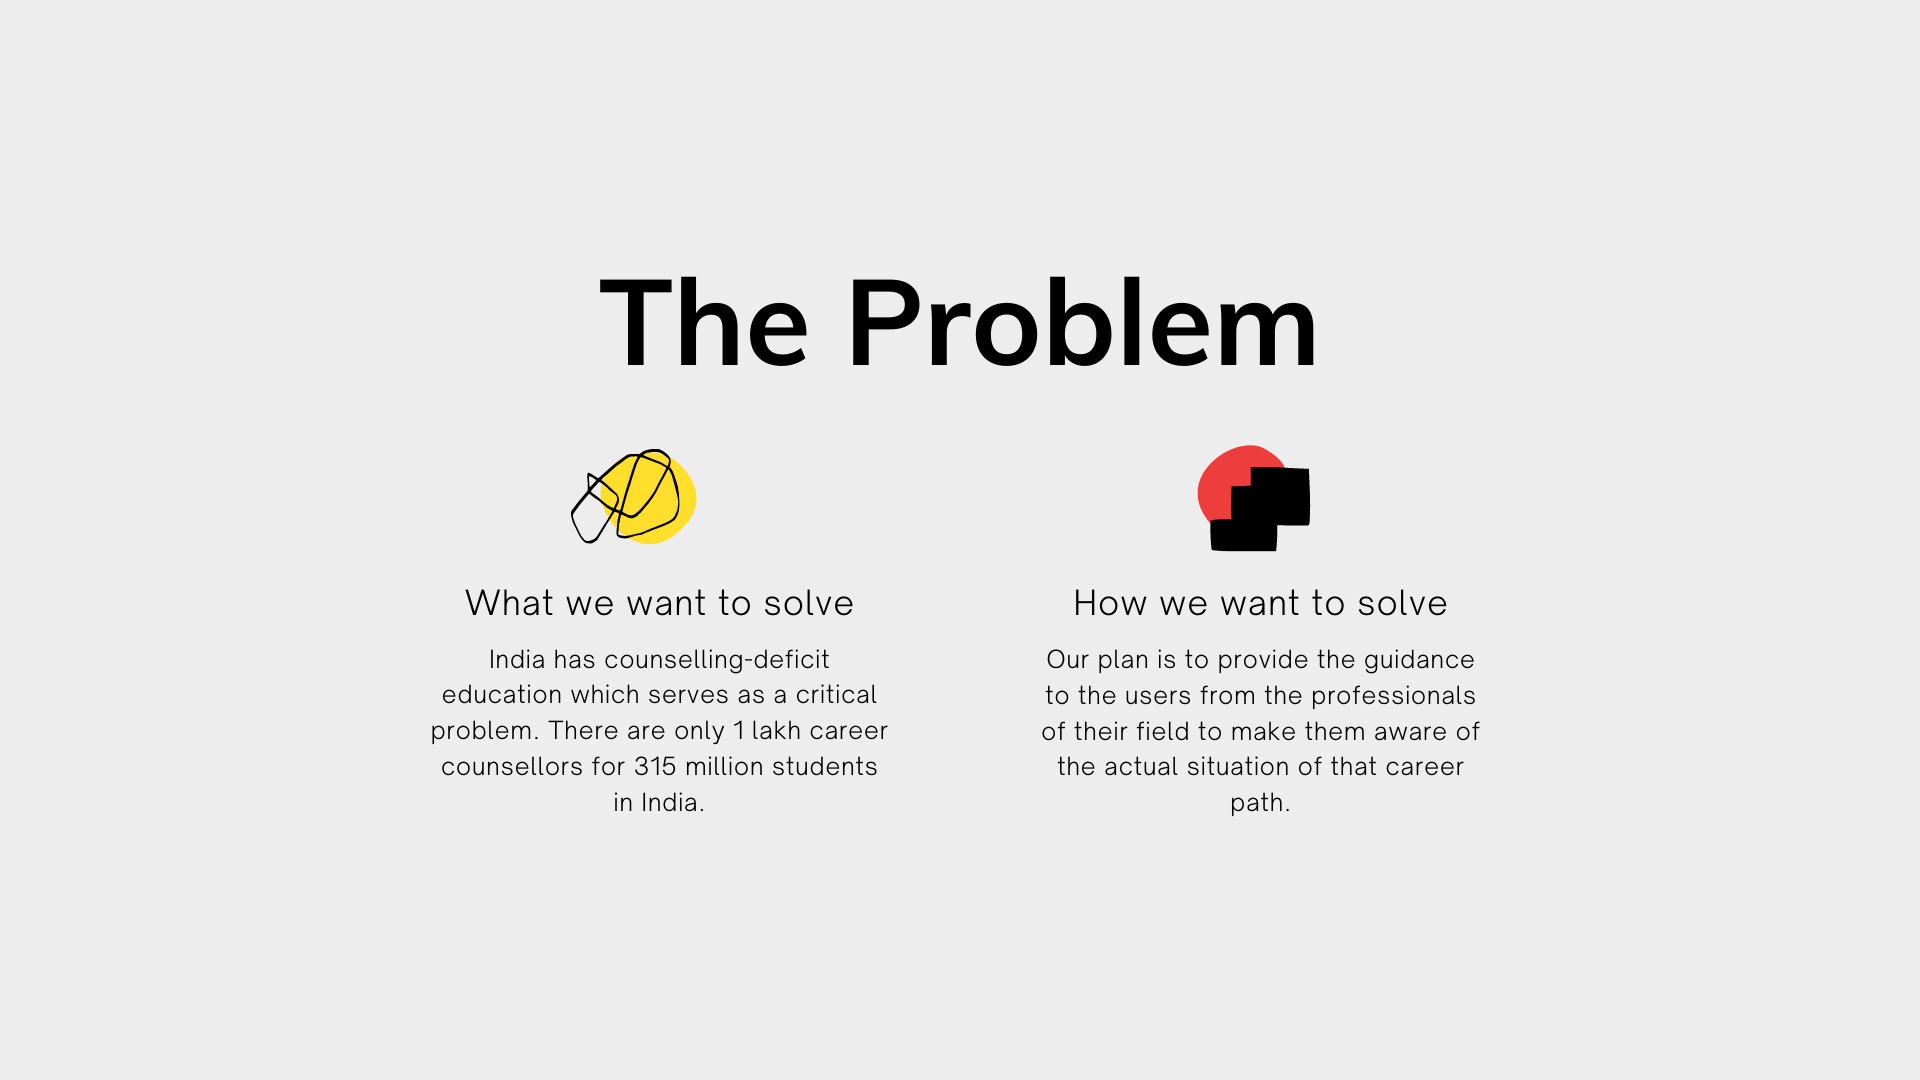 The Problem
What we want to solve
India has counselling-deficit
education which serves as a critical
problem. There are only 1 lakh career
counsellors for 315 million students
in India.
How we want to solve
Our plan is to provide the guidance
to the users from the professionals
of their field to make them aware of
the actual situation of that career
path.